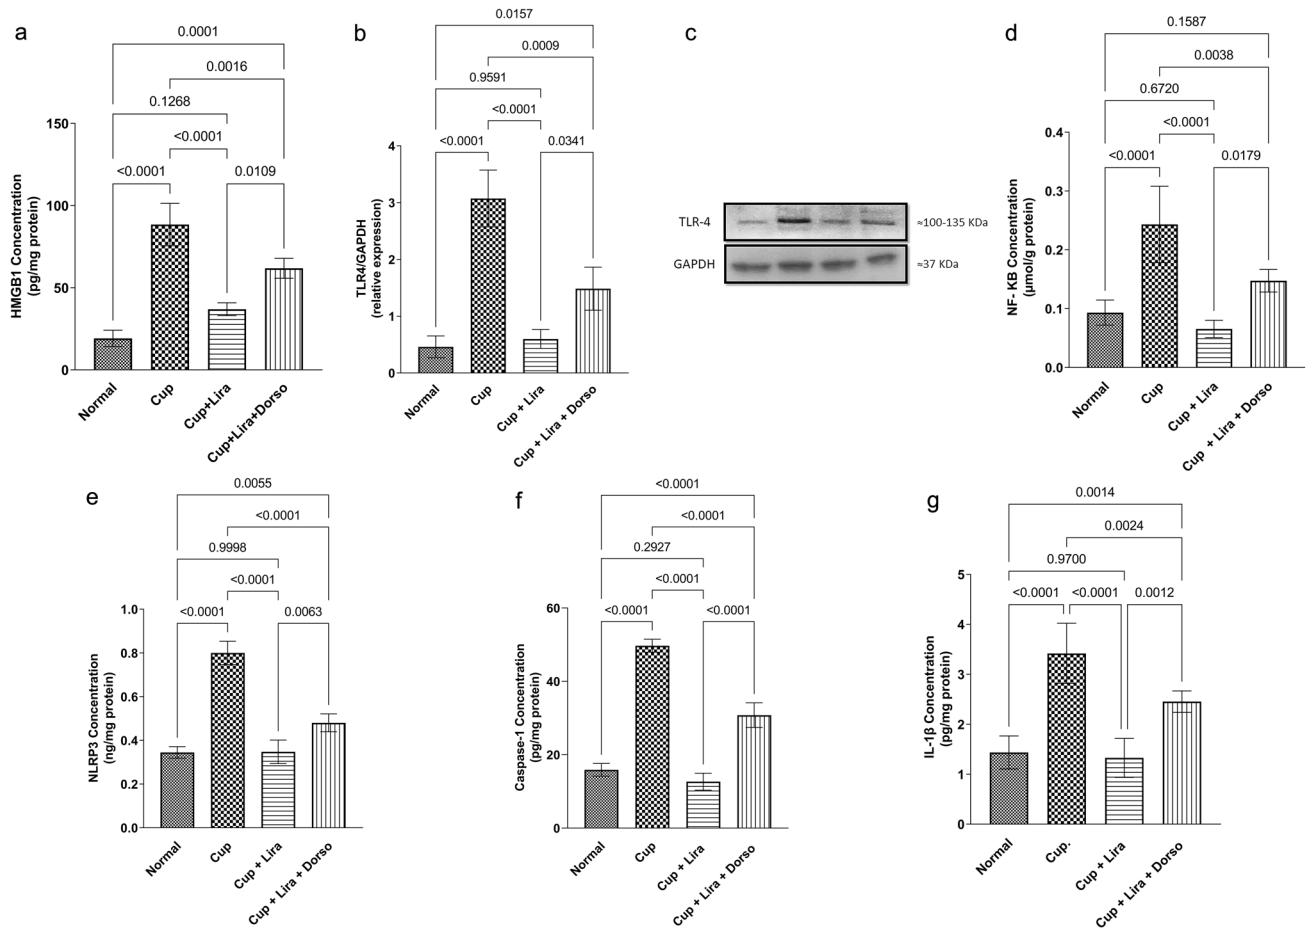 a
0.0001
0.0016
0.1268
<0.0001
<0.0001
0.0109
HMGB1 Concentration
(pg/mg protein)
150
100
50
0
Normal
Cup
Cup+Lira
Cup+Lira+Dorso
b
0.0157
0.0009
0.9591
<0.0001
<0.0001
0.0341
TLR4/GAPDH
(relative expression)
4
3
2
1
0
Normal
Cup
Cup + Lira
Cup + Lira + Dorso
c
TLR-4
≈100-135 KDa
GAPDH
≈37 KDa
d
0.1587
0.0038
0.6720
<0.0001
<0.0001
0.0179
NF- KB Concentration
(µmol/g protein)
0.4
0.3
0.2
0.1
0.0
Normal
Cup
Cup + Lira
Cup + Lira + Dorso
e
0.0055
<0.0001
0.9998
<0.0001
<0.0001
0.0063
NLRP3 Concentration
(ng/mg protein)
1.0
0.8
0.6
0.4
0.2
0.0
Normal
Cup
Cup + Lira
Cup + Lira + Dorso
f
<0.0001
<0.0001
0.2927
<0.0001
<0.0001
<0.0001
Caspase-1 Concentration
(pg/mg protein)
60
40
20
0
Normal
Cup
Cup + Lira
Cup + Lira + Dorso
g
0.0014
0.0024
0.9700
<0.0001
<0.0001
0.0012
IL-1β Concentration
(pg/mg protein)
5
4
3
2
1
0
Normal
Cup.
Cup + Lira
Cup + Lira + Dorso